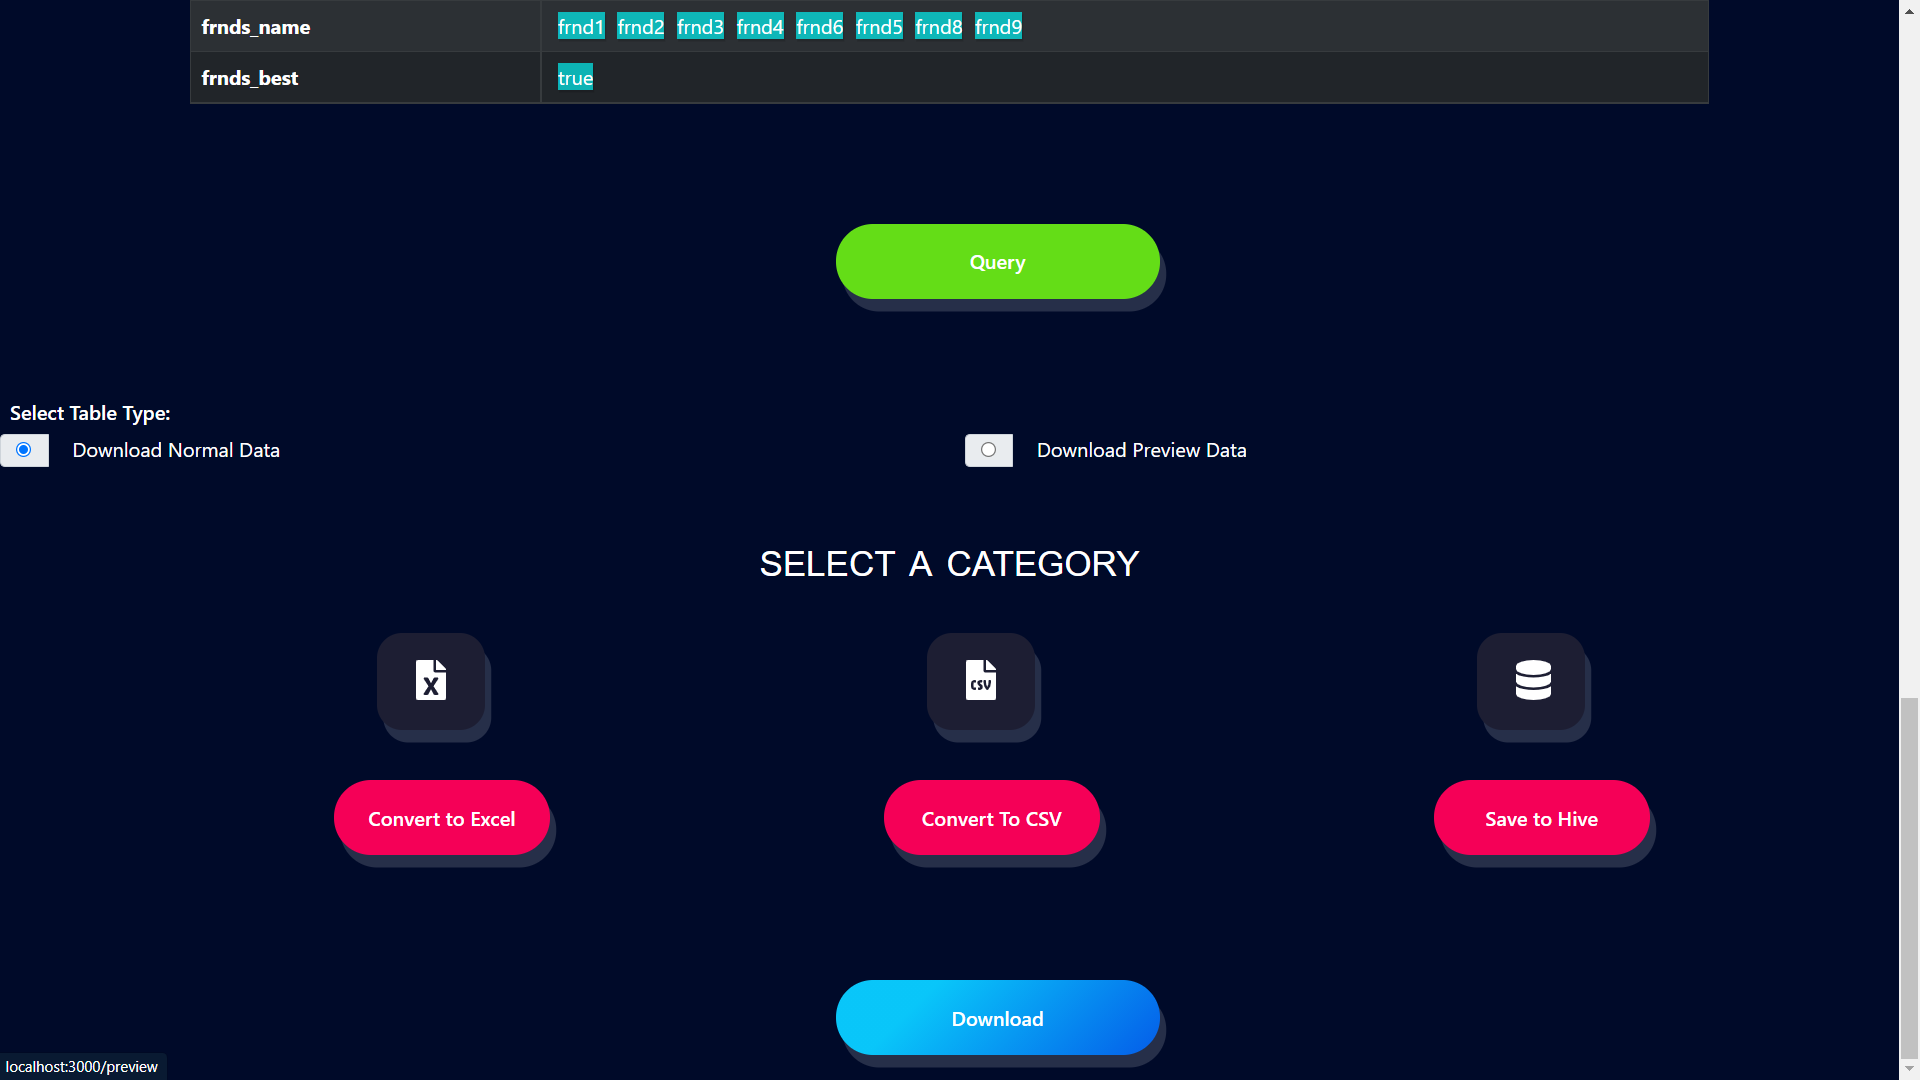 frnds_name frnd1 frnd2 frnd3 frnd4 frnd6 frnd5 frnd8 frnd9
frnds_best true
Query
Select Table Type:
Download Normal Data Download Preview Data
SELECT A CATEGORY
X CSV
Convert to Excel Convert To CSV Save to Hive
Download
localhost:3000/preview